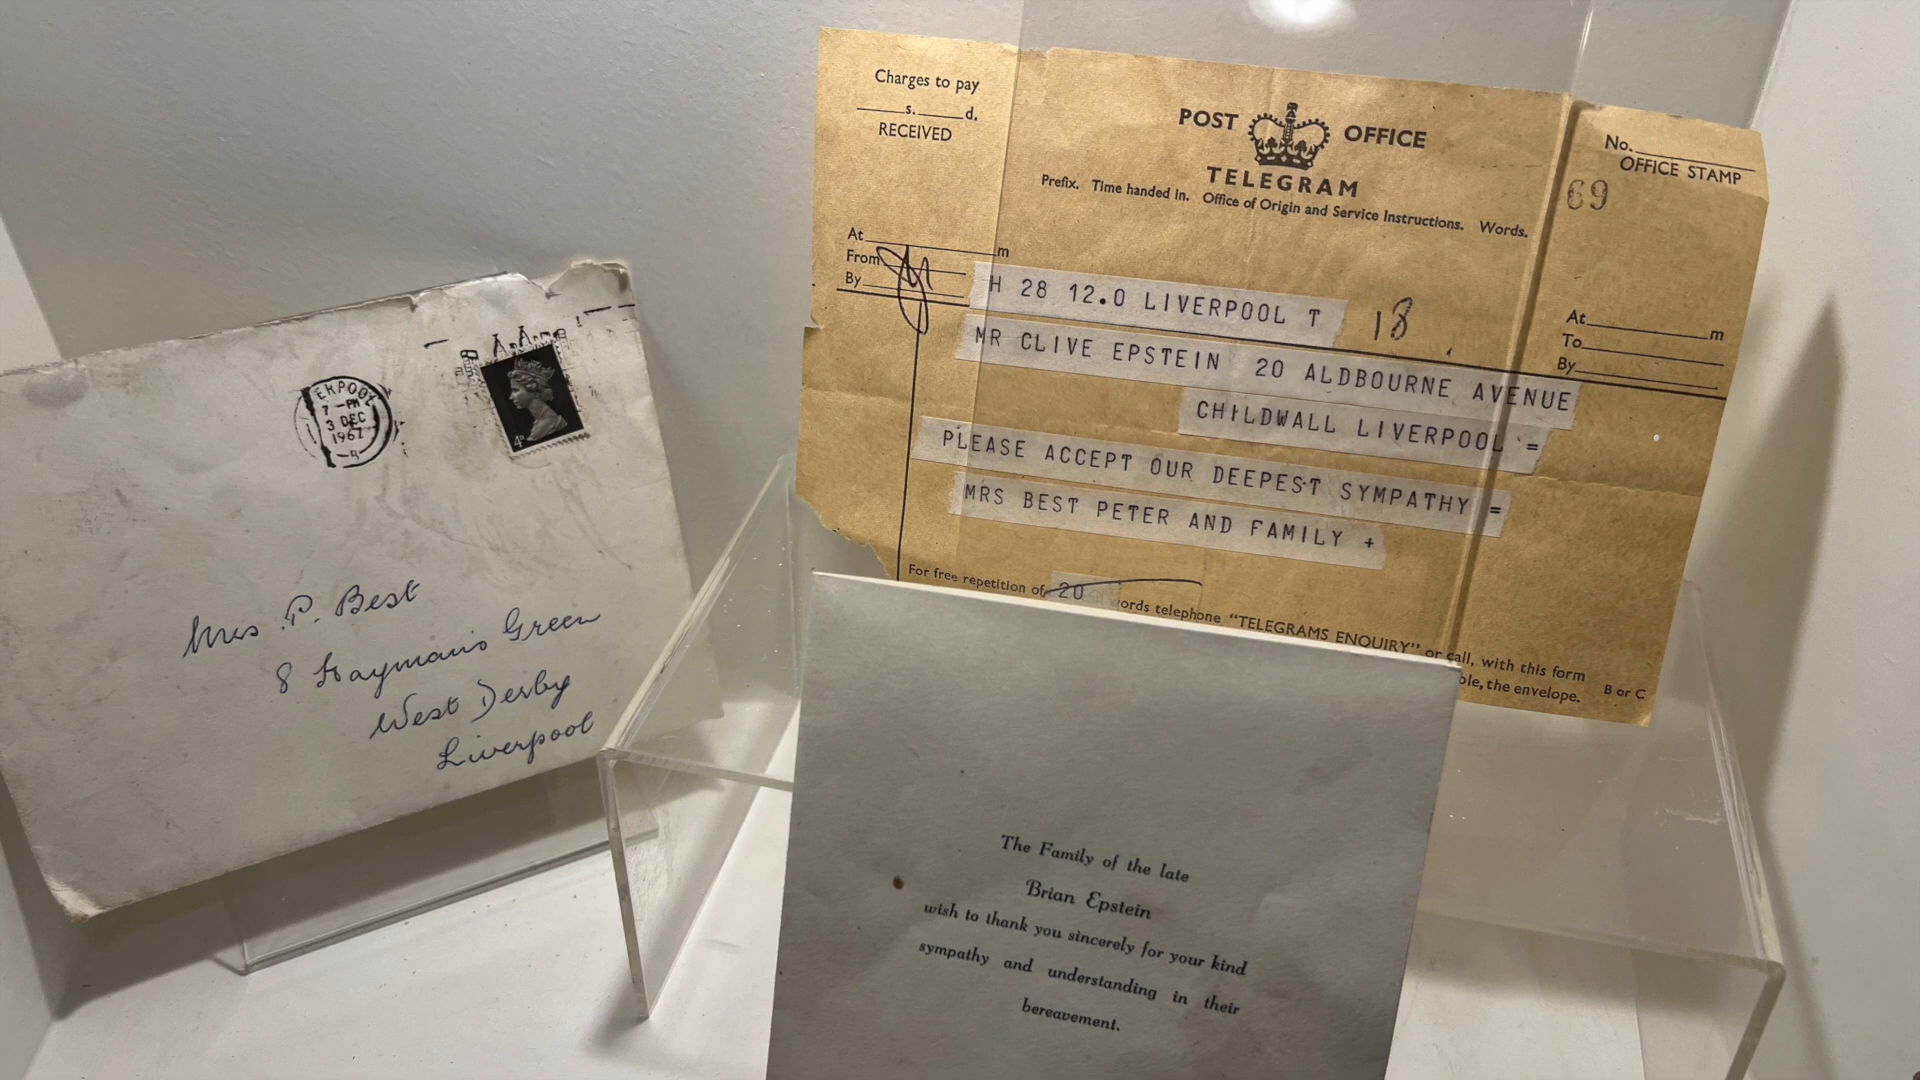 ERPOOL
7 -PM
3 DEC
1967
4D
Mrs P. Best
8 Hayman's Green
West Derby
Liverpool
Charges to pay
s. d.
RECEIVED
POST OFFICE
TELEGRAM
Prefix. Time handed in. Office of Origin and Service Instructions. Words.
No.
OFFICE STAMP
69
At m
From
By
H 28 12.0 LIVERPOOL T 18
At m
To
By
MR CLIVE EPSTEIN 20 ALDBOURNE AVENUE
CHILDWALL LIVERPOOL =
PLEASE ACCEPT OUR DEEPEST SYMPATHY =
MRS BEST PETER AND FAMILY +
For free repetition of 20 words telephone "TELEGRAMS ENQUIRY" or call, with this form
ble, the envelope. B or C
The Family of the late
Brian Epstein
wish to thank you sincerely for your kind
sympathy and understanding in their
bereavement.